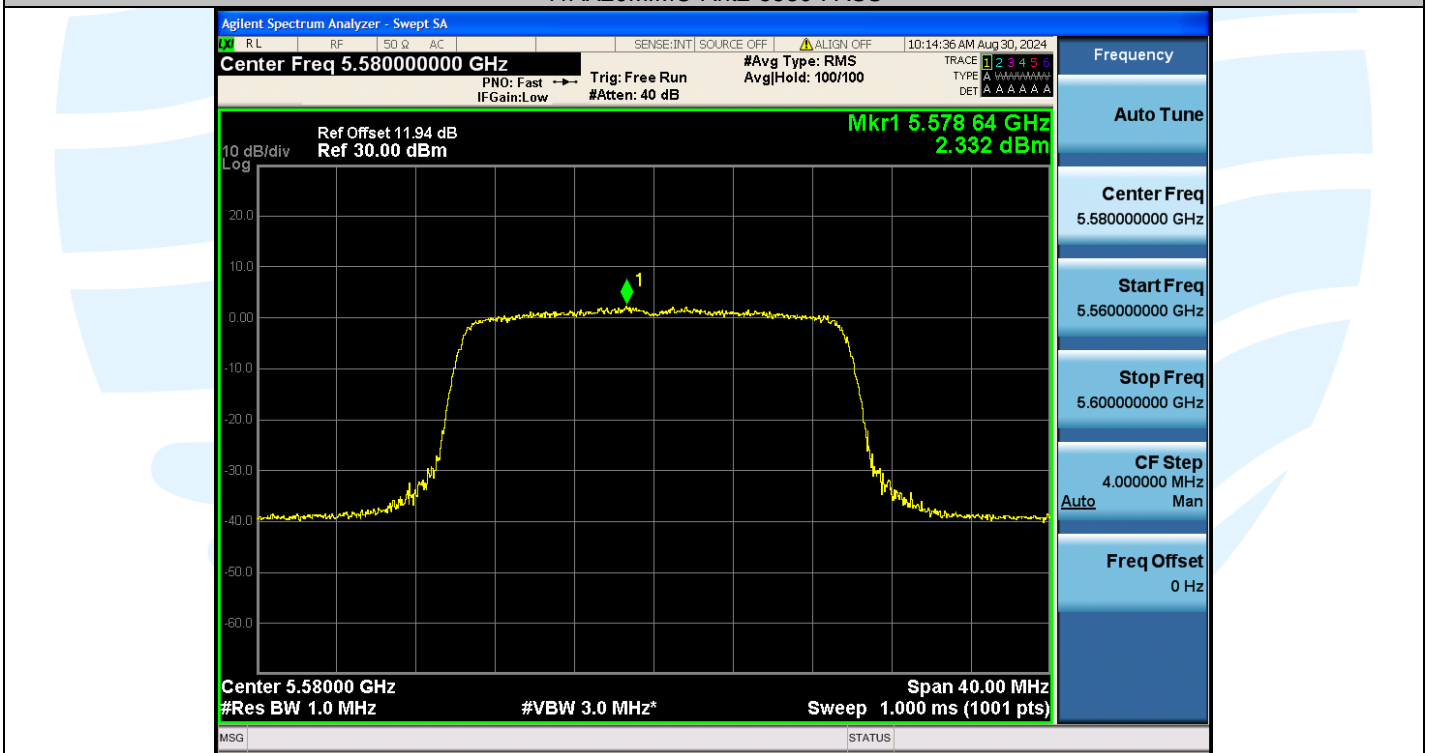 Agilent Spectrum Analyzer - Swept SA
LXI RL RF 50 Ω AC SENSE:INT SOURCE OFF ALIGN OFF 10:14:36 AM Aug 30, 2024
Center Freq 5.580000000 GHz
PNO: Fast
IFGain:Low
Trig: Free Run
#Atten: 40 dB
#Avg Type: RMS
Avg|Hold: 100/100
TRACE 1 2 3 4 5 6
TYPE A WWWWW
DET A A A A A A
Frequency
Ref Offset 11.94 dB
10 dB/div Ref 30.00 dBm
Log
Mkr1 5.578 64 GHz
2.332 dBm
20.0
10.0
0.00
-10.0
-20.0
-30.0
-40.0
-50.0
-60.0
1
Center 5.58000 GHz
Span 40.00 MHz
#Res BW 1.0 MHz
#VBW 3.0 MHz*
Sweep 1.000 ms (1001 pts)
MSG
STATUS
Auto Tune
Center Freq
5.580000000 GHz
Start Freq
5.560000000 GHz
Stop Freq
5.600000000 GHz
CF Step
4.000000 MHz
Auto Man
Freq Offset
0 Hz